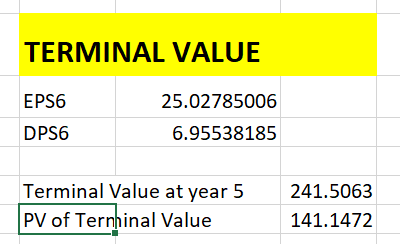 TERMINAL VALUE
EPS6 25.02785006
DPS6 6.95538185
Terminal Value at year 5 241.5063
PV of Terminal Value 141.1472